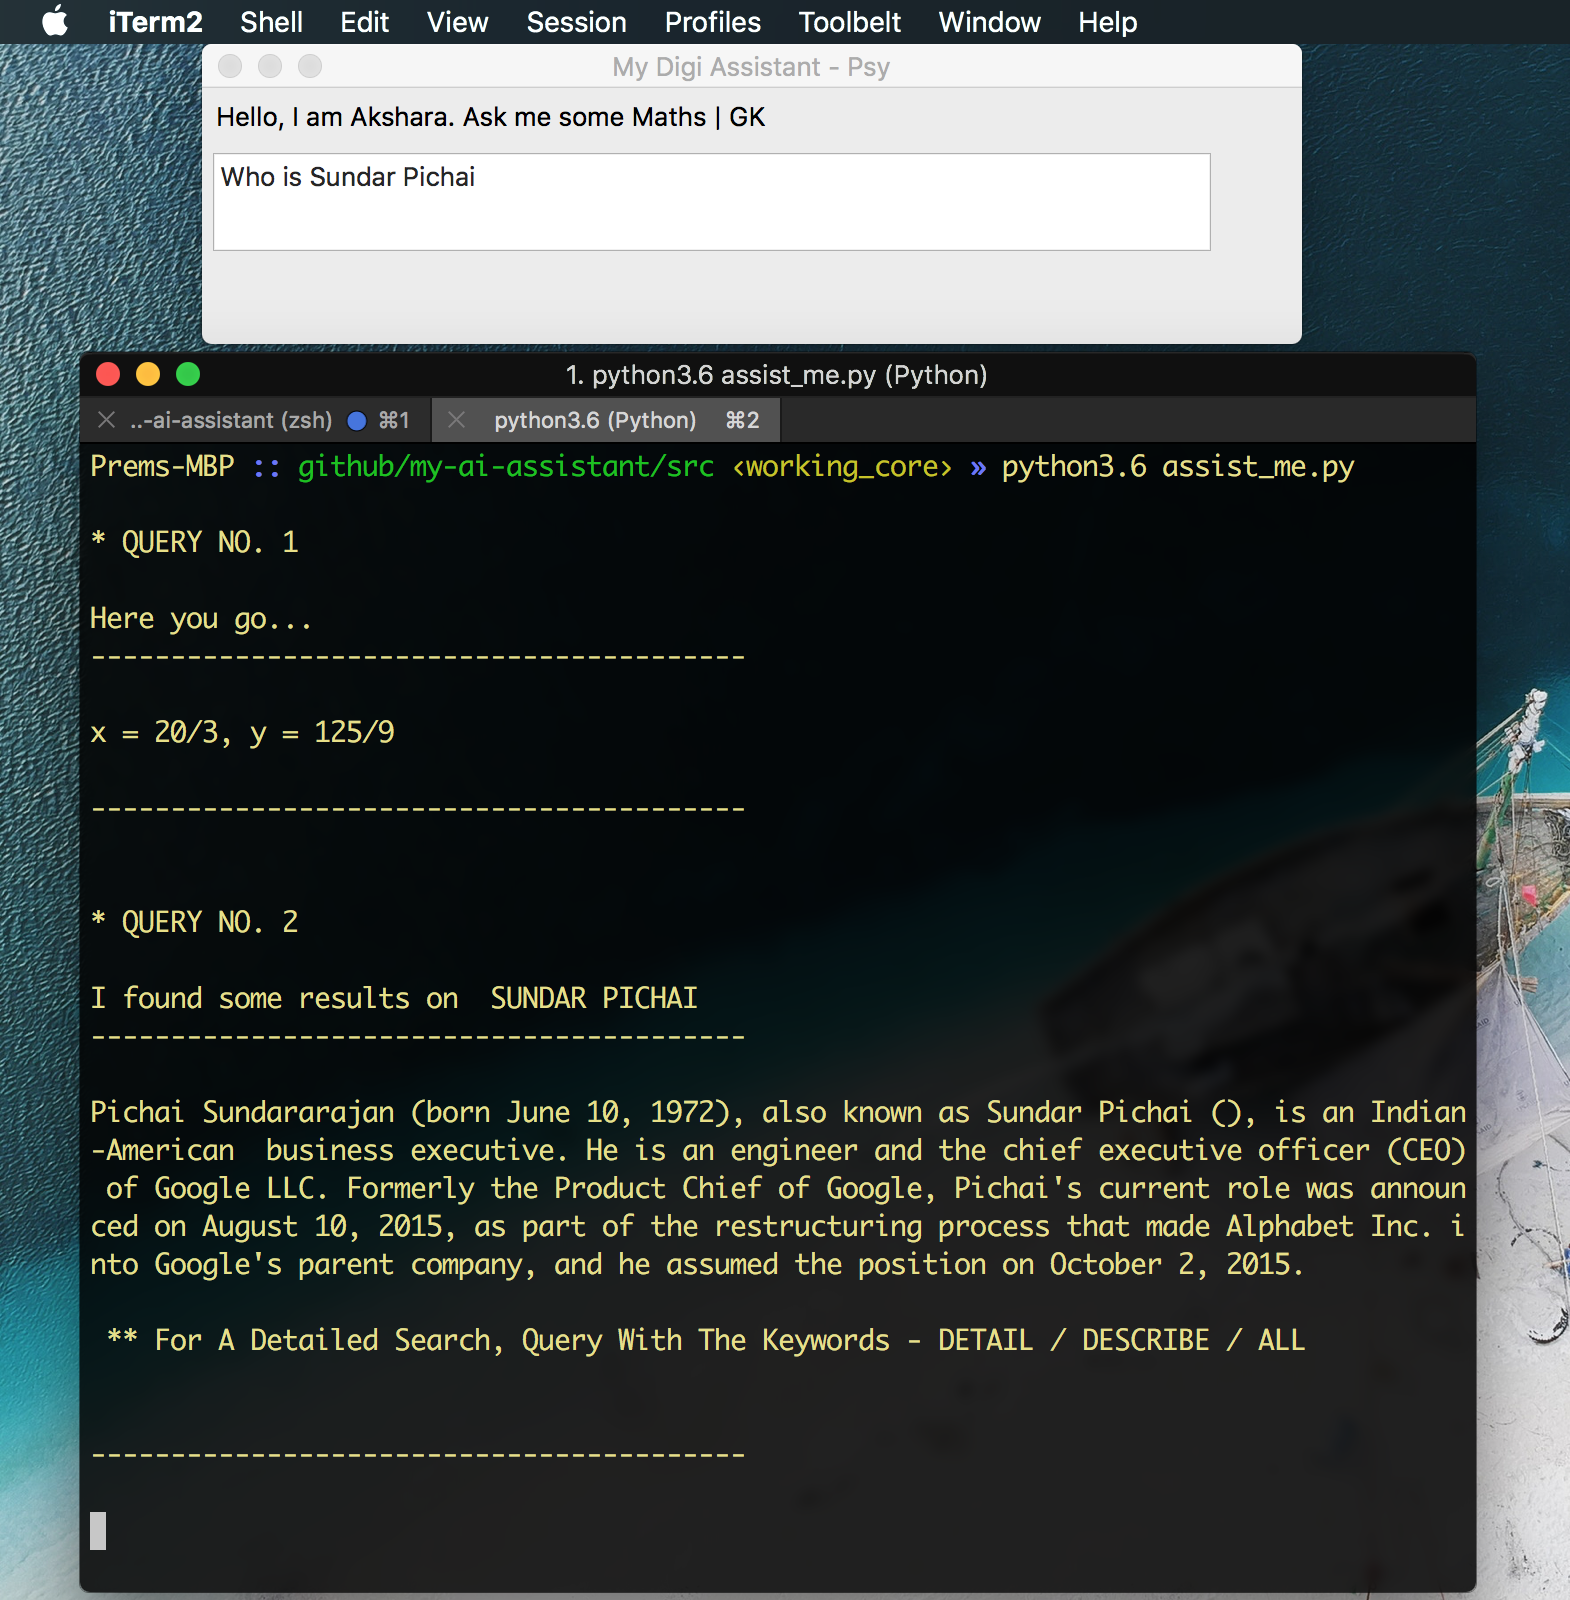 iTerm2 Shell Edit View Session Profiles Toolbelt Window Help
My Digi Assistant - Psy
Hello, I am Akshara. Ask me some Maths | GK
Who is Sundar Pichai
1. python3.6 assist_me.py (Python)
..-ai-assistant (zsh) ⌘1 python3.6 (Python) ⌘2
Prems-MBP :: github/my-ai-assistant/src ‹working_core› » python3.6 assist_me.py
* QUERY NO. 1
Here you go...
-----------------------------------------
x = 20/3, y = 125/9
-----------------------------------------
* QUERY NO. 2
I found some results on  SUNDAR PICHAI
-----------------------------------------
Pichai Sundararajan (born June 10, 1972), also known as Sundar Pichai (), is an Indian
-American  business executive. He is an engineer and the chief executive officer (CEO)
 of Google LLC. Formerly the Product Chief of Google, Pichai's current role was announ
ced on August 10, 2015, as part of the restructuring process that made Alphabet Inc. i
nto Google's parent company, and he assumed the position on October 2, 2015.
 ** For A Detailed Search, Query With The Keywords - DETAIL / DESCRIBE / ALL
-----------------------------------------